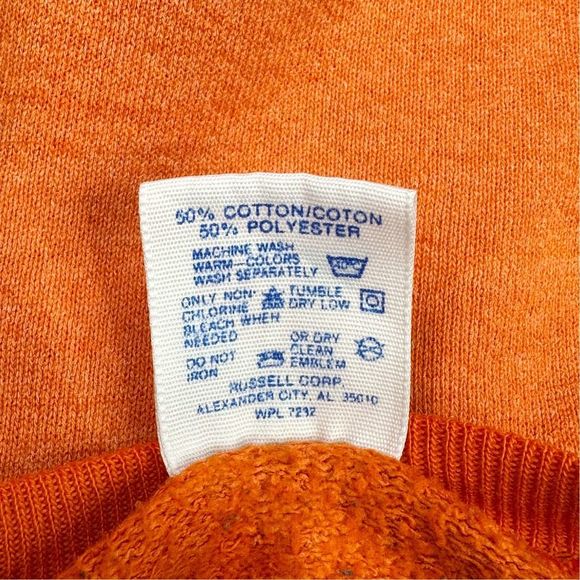 50% COTTON/COTON
50% POLYESTER
MACHINE WASH
WARM-COLORS
WASH SEPARATELY
ONLY NON-
CHLORINE
BLEACH WHEN
NEEDED
TUMBLE
DRY LOW
DO NOT
IRON
OR DRY
CLEAN
EMBLEM
RUSSELL CORP.
ALEXANDER CITY, AL 35010
WPL 7232